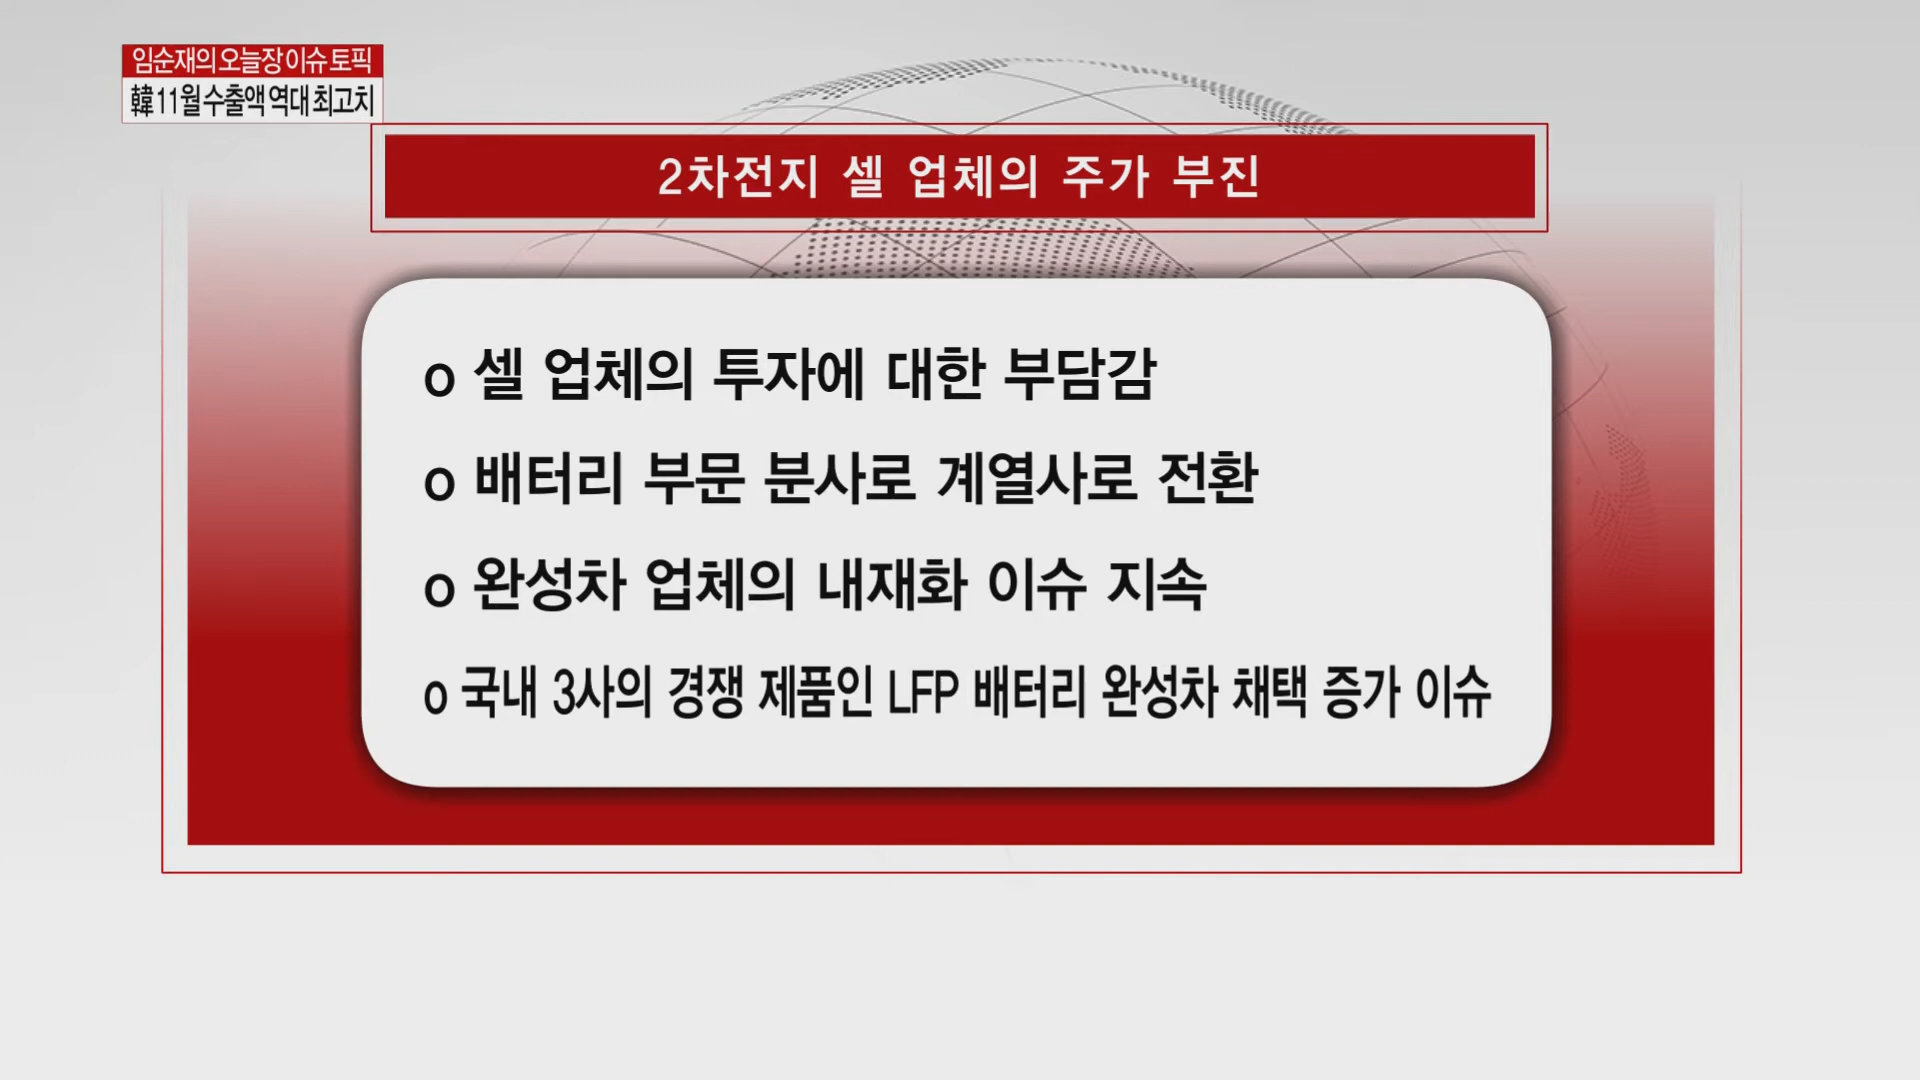 임순재의 오늘장 이슈 토픽
韓 11월 수출액 역대 최고치
2차전지 셀 업체의 주가 부진
o 셀 업체의 투자에 대한 부담감
o 배터리 부문 분사로 계열사로 전환
o 완성차 업체의 내재화 이슈 지속
o 국내 3사의 경쟁 제품인 LFP 배터리 완성차 채택 증가 이슈